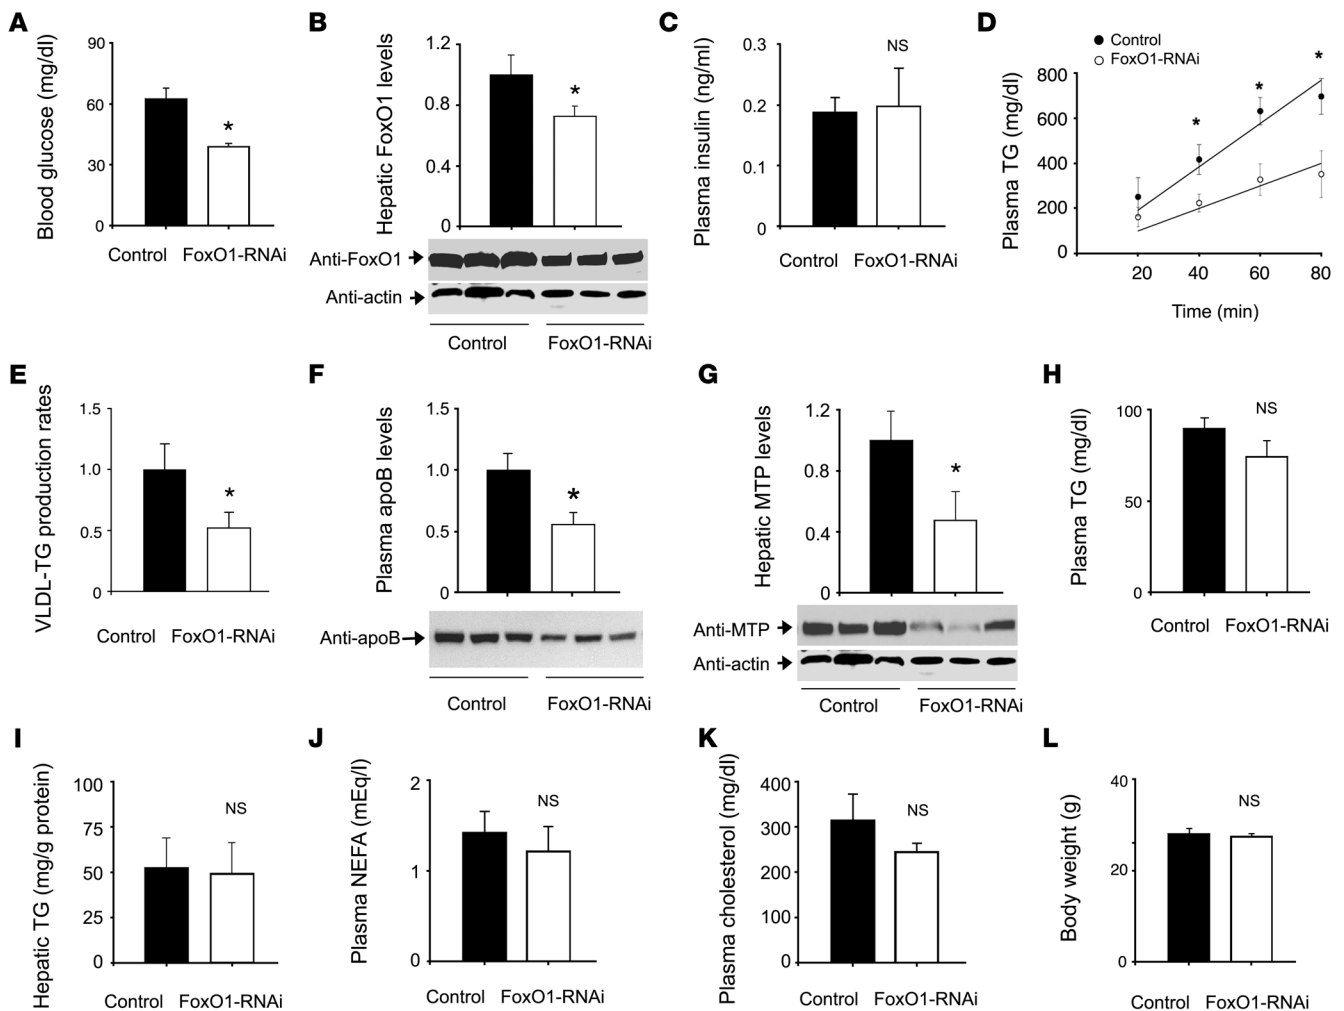 A
Blood glucose (mg/dl)
90
60
30
0
*
Control FoxO1-RNAi
B
Hepatic FoxO1 levels
1.2
0.8
0.4
0
*
Anti-FoxO1
Anti-actin
Control FoxO1-RNAi
C
Plasma insulin (ng/ml)
0.3
0.2
0.1
0
NS
Control FoxO1-RNAi
D
Control
FoxO1-RNAi
Plasma TG (mg/dl)
800
600
400
200
0
* * *
20 40 60 80
Time (min)
E
VLDL-TG production rates
1.5
1.0
0.5
0
*
Control FoxO1-RNAi
F
Plasma apoB levels
1.5
1.0
0.5
0
*
Anti-apoB
Control FoxO1-RNAi
G
Hepatic MTP levels
1.2
0.8
0.4
0
*
Anti-MTP
Anti-actin
Control FoxO1-RNAi
H
Plasma TG (mg/dl)
100
50
0
NS
Control FoxO1-RNAi
I
Hepatic TG (mg/g protein)
100
75
50
25
0
NS
Control FoxO1-RNAi
J
Plasma NEFA (mEq/l)
2
1
0
NS
Control FoxO1-RNAi
K
Plasma cholesterol (mg/dl)
400
300
200
100
0
NS
Control FoxO1-RNAi
L
Body weight (g)
40
20
0
NS
Control FoxO1-RNAi